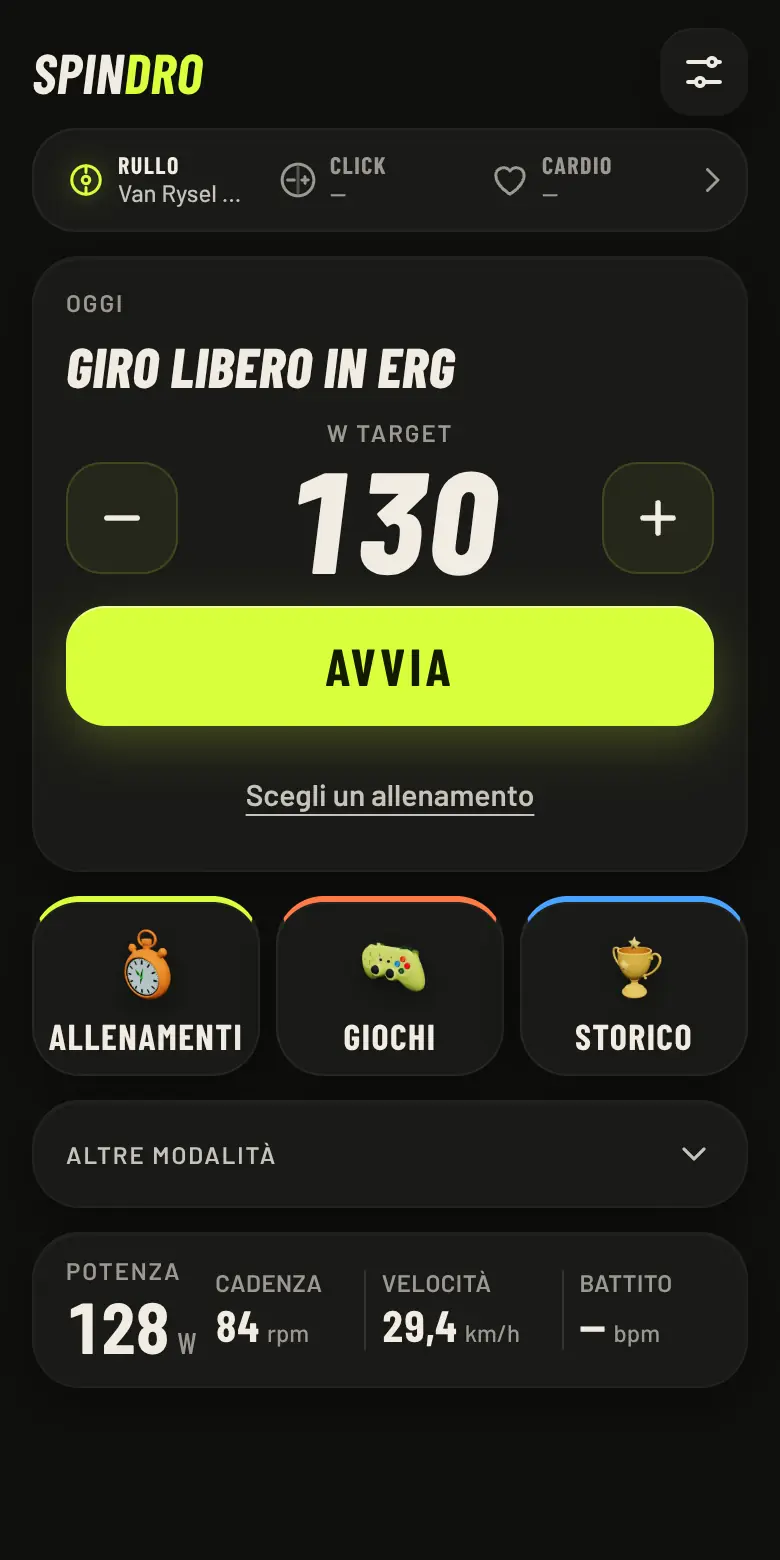 SPINDRO
RULLO
Van Rysel ...
CLICK
–
CARDIO
–
OGGI
GIRO LIBERO IN ERG
W TARGET
− 130 +
AVVIA
Scegli un allenamento
ALLENAMENTI
GIOCHI
STORICO
ALTRE MODALITÀ
POTENZA
128 W
CADENZA
84 rpm
VELOCITÀ
29,4 km/h
BATTITO
– bpm